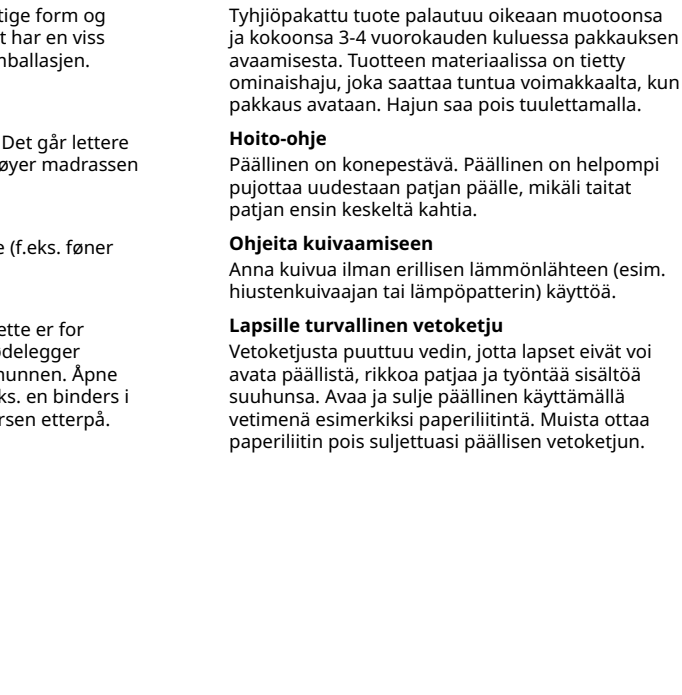 tige form og
t har en viss
mballasjen.
Det går lettere
øyer madrassen
e (f.eks. føner
ette er for
ødelegger
munnen. Åpne
ks. en binders i
rsen etterpå.
Tyhjiöpakattu tuote palautuu oikeaan muotoonsa
ja kokoonsa 3-4 vuorokauden kuluessa pakkauksen
avaamisesta. Tuotteen materiaalissa on tietty
ominaishaju, joka saattaa tuntua voimakkaalta, kun
pakkaus avataan. Hajun saa pois tuulettamalla.
Hoito-ohje
Päällinen on konepestävä. Päällinen on helpompi
pujottaa uudestaan patjan päälle, mikäli taitat
patjan ensin keskeltä kahtia.
Ohjeita kuivaamiseen
Anna kuivua ilman erillisen lämmönlähteen (esim.
hiustenkuivaajan tai lämpöpatterin) käyttöä.
Lapsille turvallinen vetoketju
Vetoketjusta puuttuu vedin, jotta lapset eivät voi
avata päällistä, rikkoa patjaa ja työntää sisältöä
suuhunsa. Avaa ja sulje päällinen käyttämällä
vetimenä esimerkiksi paperiliitintä. Muista ottaa
paperiliitin pois suljettuasi päällisen vetoketjun.